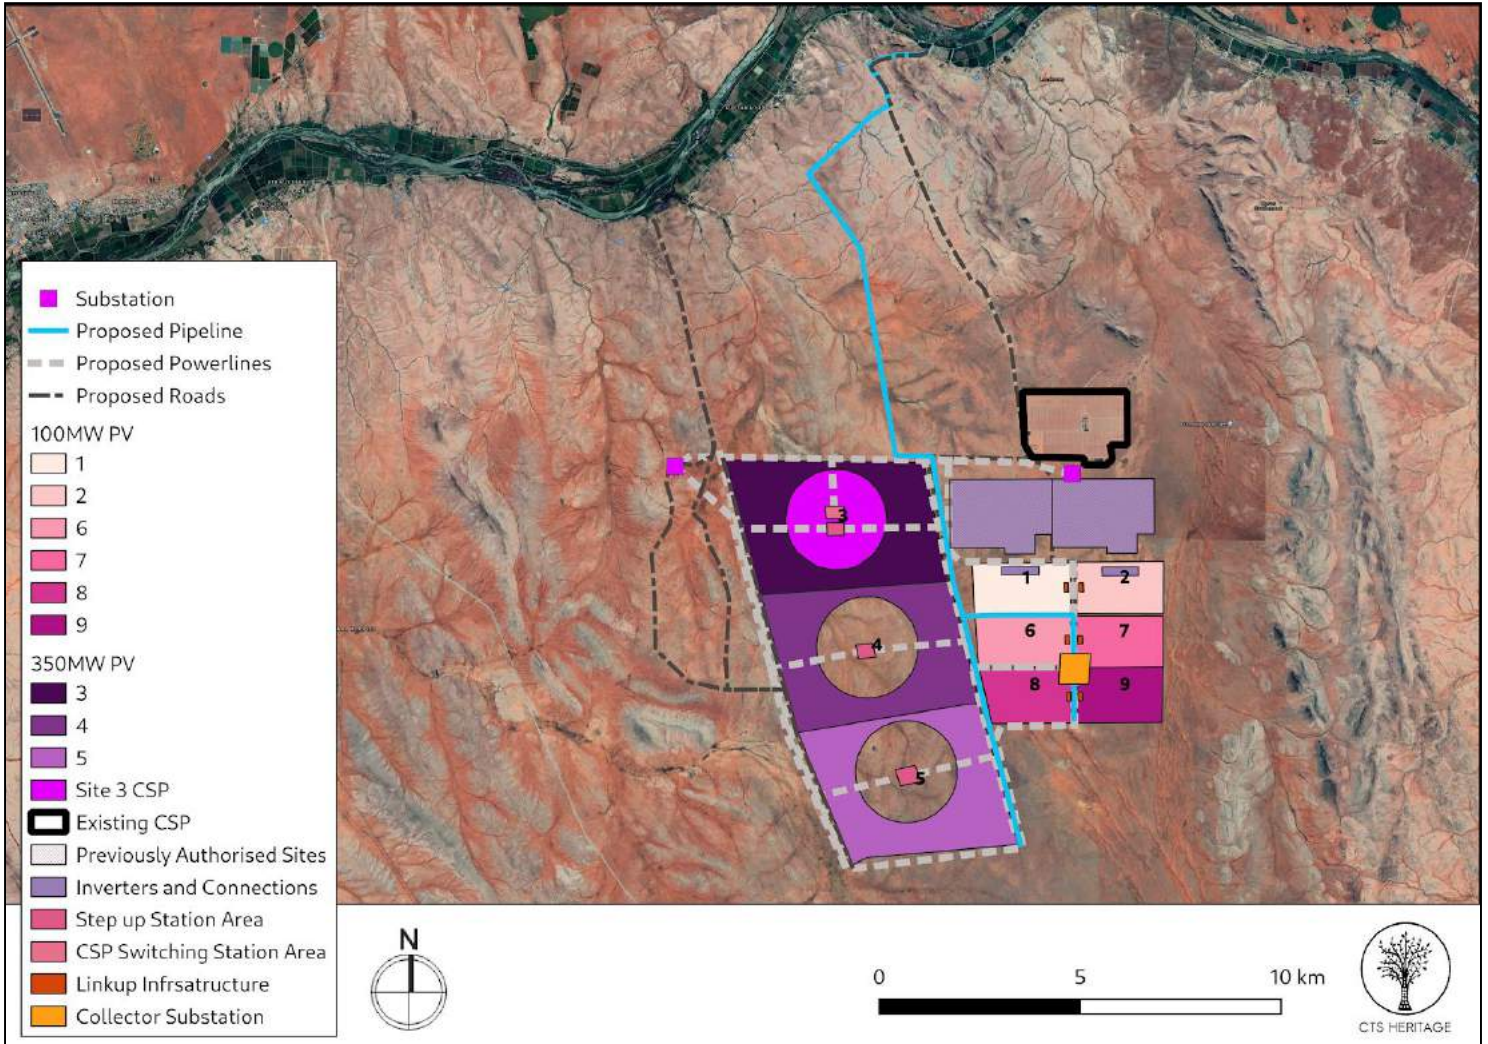 Substation
Proposed Pipeline
Proposed Powerlines
Proposed Roads
100MW PV
1
2
6
7
8
9
350MW PV
3
4
5
Site 3 CSP
Existing CSP
Previously Authorised Sites
Inverters and Connections
Step up Station Area
CSP Switching Station Area
Linkup Infrsatructure
Collector Substation
3
4
5
1
2
6
7
8
9
N
0 5 10 km
CTS HERITAGE